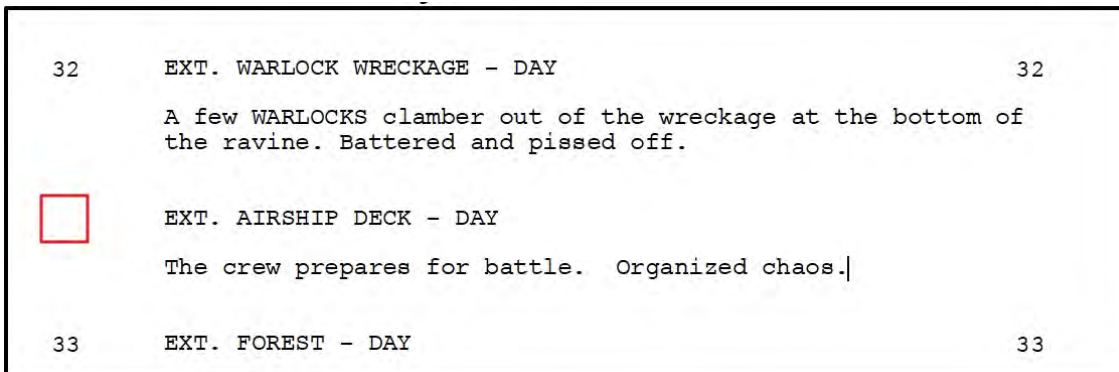 32 EXT. WARLOCK WRECKAGE – DAY 32
A few WARLOCKS clamber out of the wreckage at the bottom of
the ravine. Battered and pissed off.
EXT. AIRSHIP DECK – DAY
The crew prepares for battle.  Organized chaos.
33 EXT. FOREST – DAY 33